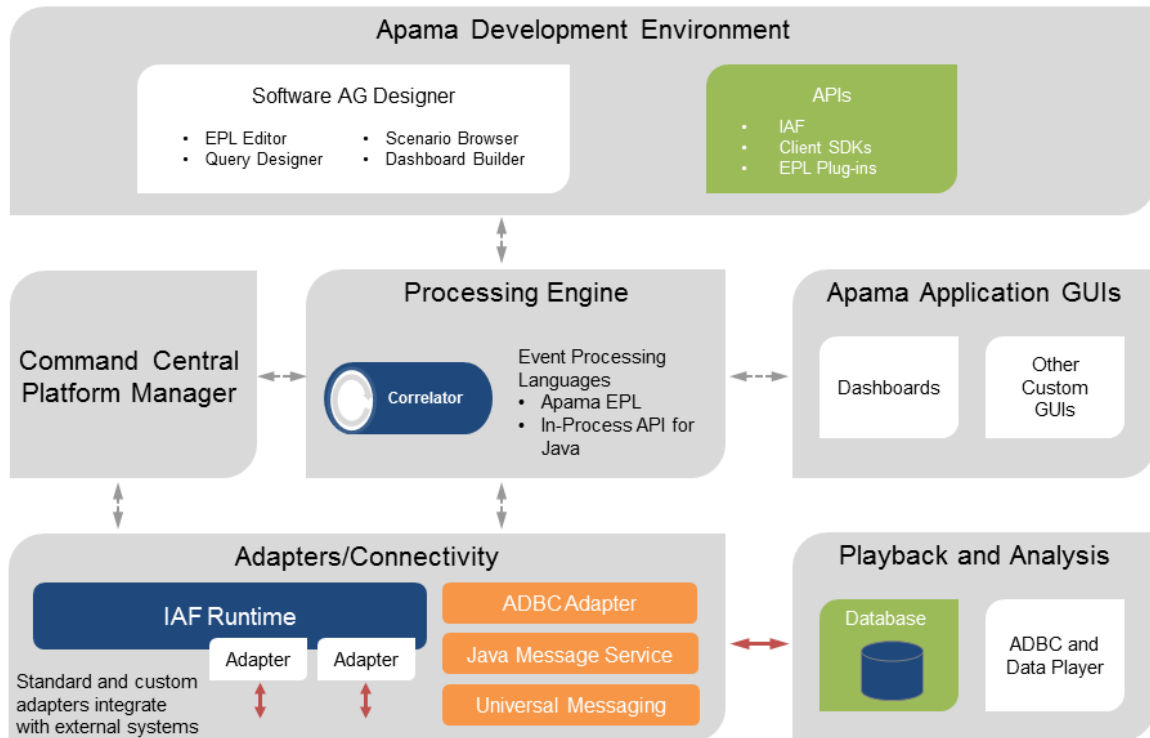 Apama Development Environment
Software AG Designer
• EPL Editor
• Query Designer
• Scenario Browser
• Dashboard Builder
APIs
• IAF
• Client SDKs
• EPL Plug-ins
Command Central
Platform Manager
Processing Engine
Correlator
Event Processing
Languages
• Apama EPL
• In-Process API for
Java
Apama Application GUIs
Dashboards
Other
Custom
GUIs
Adapters/Connectivity
IAF Runtime
Adapter
Adapter
Standard and custom
adapters integrate
with external systems
ADBC Adapter
Java Message Service
Universal Messaging
Playback and Analysis
Database
ADBC and
Data Player